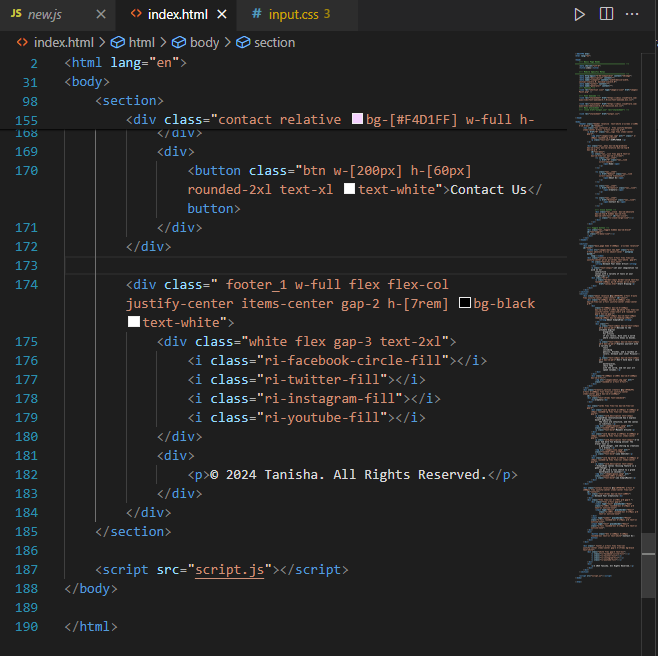 JS new.js
<> index.html ×
# input.css 3
<> index.html > html > body > section
2 <html lang="en">
31 <body>
98 <section>
155 <div class="contact relative bg-[#F4D1FF] w-full h-
168 </div>
169 <div>
170 <button class="btn w-[200px] h-[60px]
rounded-2xl text-xl text-white">Contact Us</
button>
171 </div>
172 </div>
173
174 <div class=" footer_1 w-full flex flex-col
justify-center items-center gap-2 h-[7rem] bg-black
text-white">
175 <div class="white flex gap-3 text-2xl">
176 <i class="ri-facebook-circle-fill"></i>
177 <i class="ri-twitter-fill"></i>
178 <i class="ri-instagram-fill"></i>
179 <i class="ri-youtube-fill"></i>
180 </div>
181 <div>
182 <p>© 2024 Tanisha. All Rights Reserved.</p>
183 </div>
184 </div>
185 </section>
186
187 <script src="script.js"></script>
188 </body>
189
190 </html>